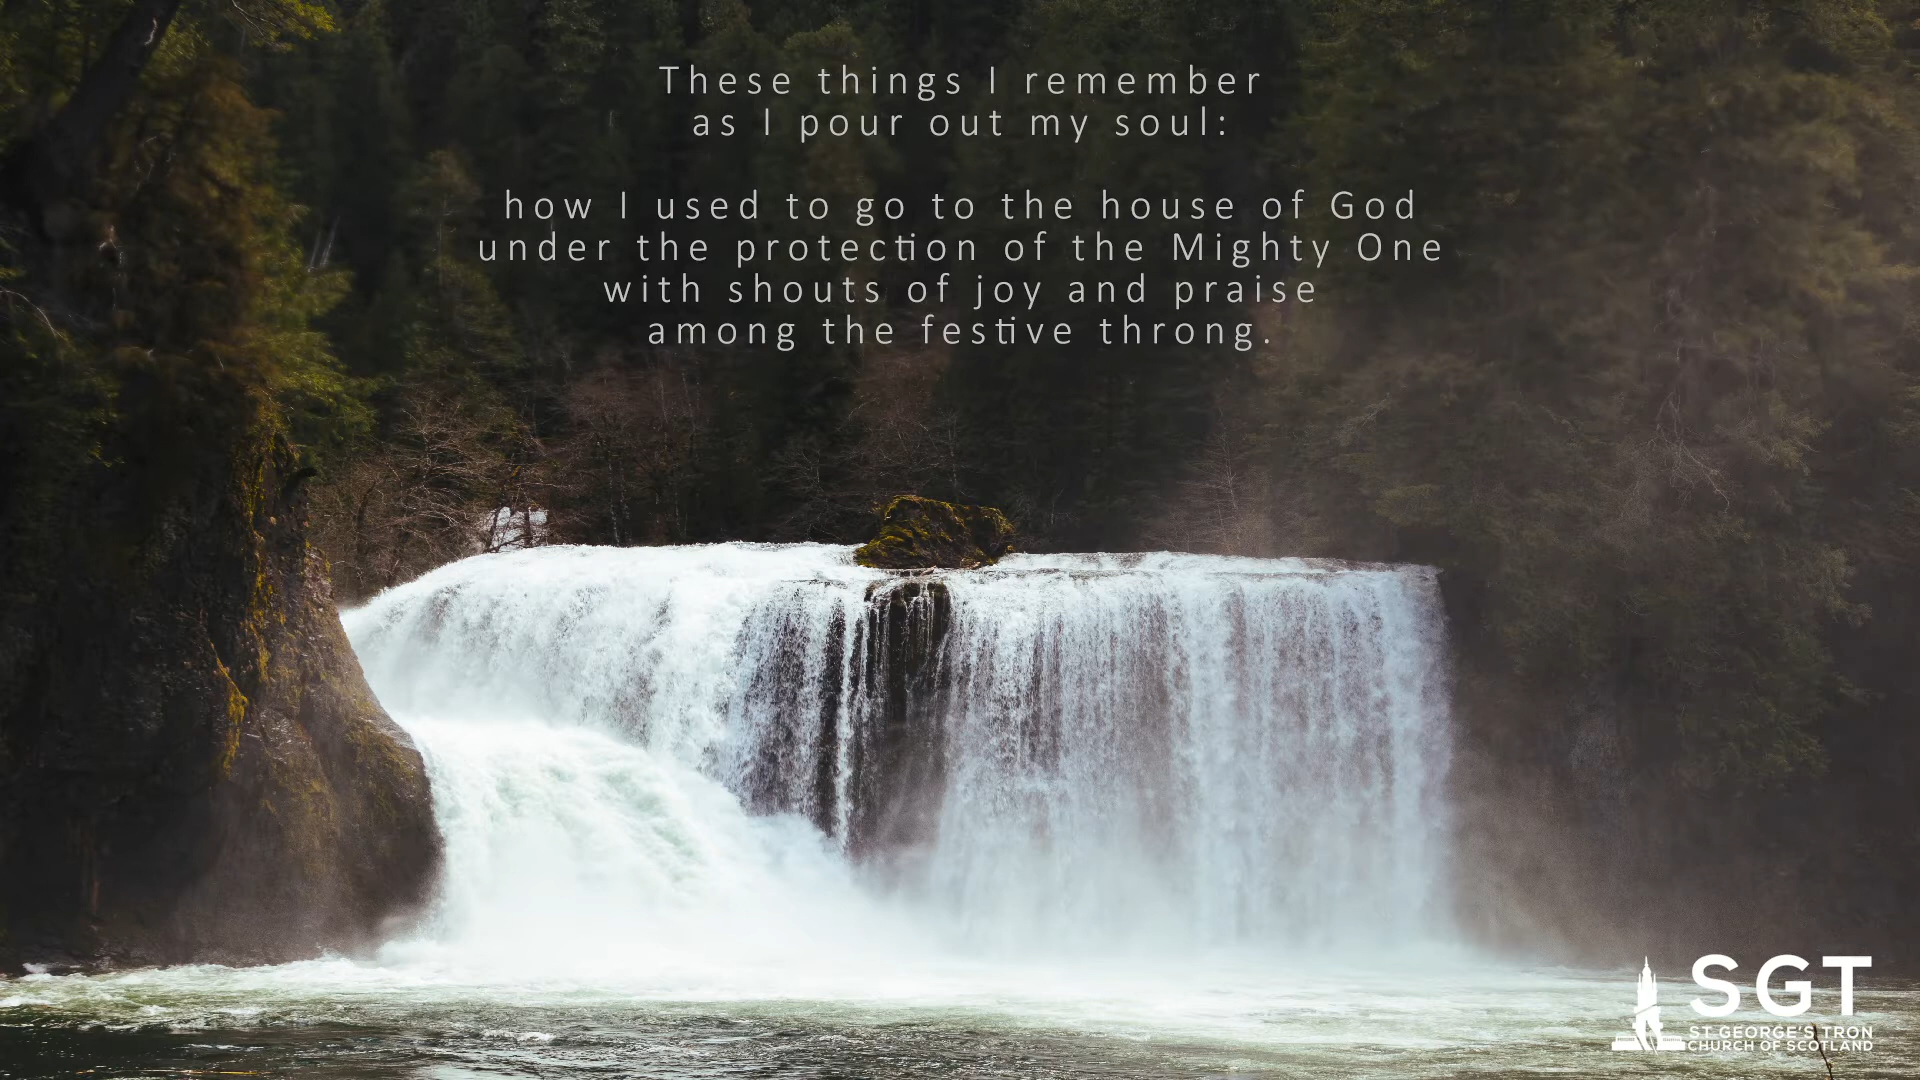 These things I remember
as I pour out my soul:
how I used to go to the house of God
under the protection of the Mighty One
with shouts of joy and praise
among the festive throng.
SGT
ST GEORGE'S TRON
CHURCH OF SCOTLAND